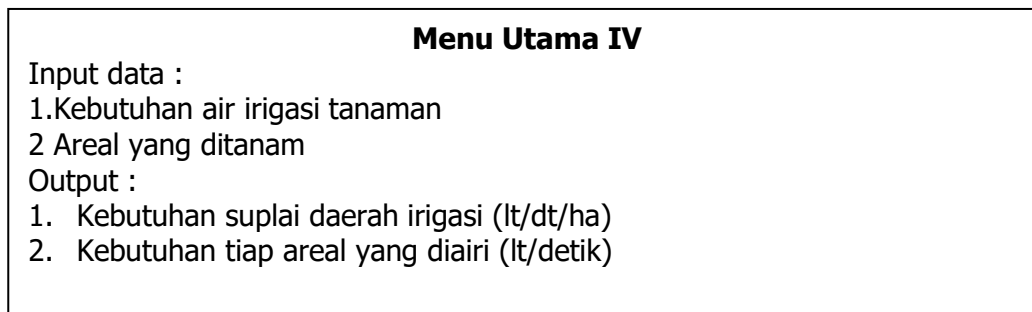 Menu Utama IV
Input data :
1.Kebutuhan air irigasi tanaman
2 Areal yang ditanam
Output :
1. Kebutuhan suplai daerah irigasi (lt/dt/ha)
2. Kebutuhan tiap areal yang diairi (lt/detik)